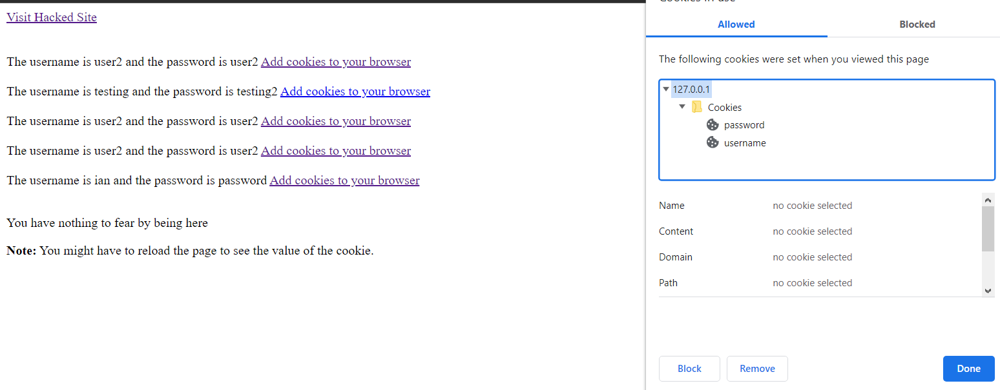 Visit Hacked Site
The username is user2 and the password is user2 Add cookies to your browser
The username is testing and the password is testing2 Add cookies to your browser
The username is user2 and the password is user2 Add cookies to your browser
The username is user2 and the password is user2 Add cookies to your browser
The username is ian and the password is password Add cookies to your browser
You have nothing to fear by being here
Note: You might have to reload the page to see the value of the cookie.
Cookies in use
Allowed Blocked
The following cookies were set when you viewed this page
127.0.0.1
Cookies
password
username
Name no cookie selected
Content no cookie selected
Domain no cookie selected
Path no cookie selected
Block Remove Done